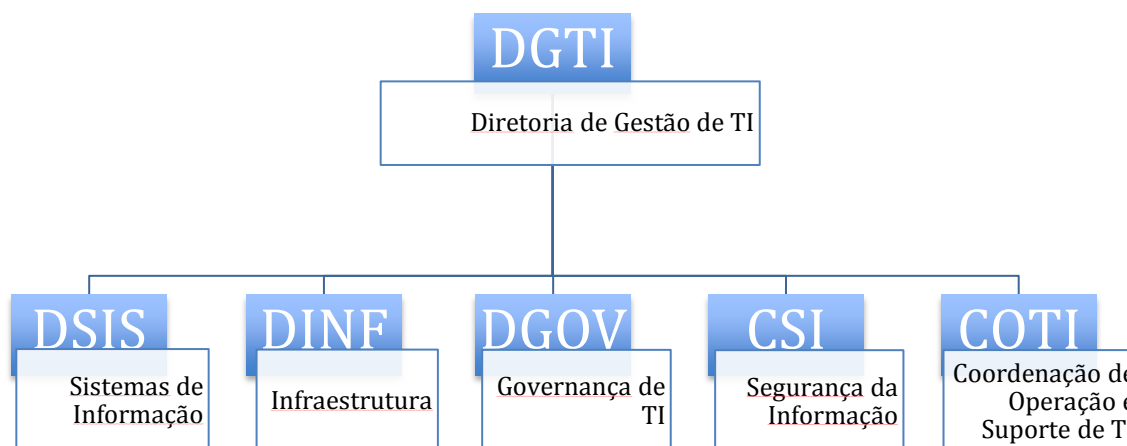 DGTI
Diretoria de Gestão de TI
DSIS
Sistemas de
Informação
DINF
Infraestrutura
DGOV
Governança de
TI
CSI
Segurança da
Informação
COTI
Coordenação de
Operação e
Suporte de T